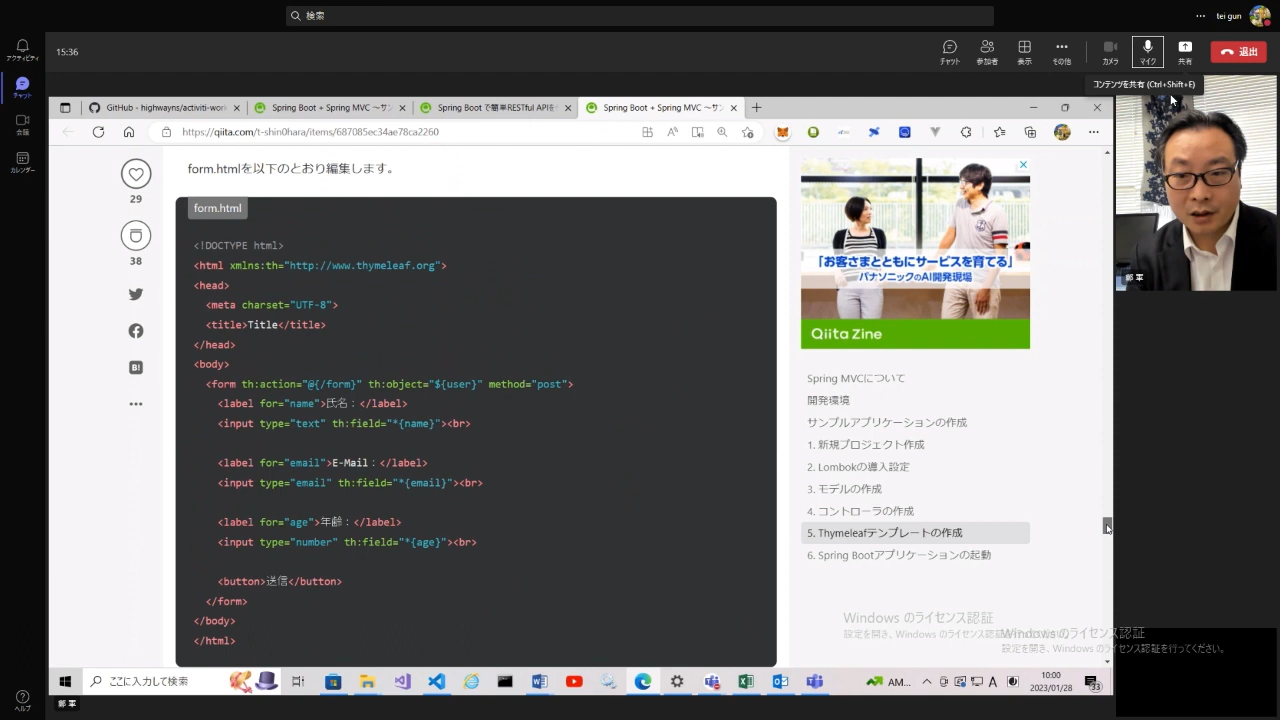 検索
tei gun
アクティビティ
チャット
会議
カレンダー
ヘルプ
15:36
チャット
参加者
表示
その他
カメラ
マイク
共有
退出
コンテンツを共有 (Ctrl+Shift+E)
GitHub - highwayns/activiti-wor
Spring Boot + Spring MVC ～サン
Spring Boot で簡単RESTful APIを
Spring Boot + Spring MVC ～サン
form.htmlを以下のとおり編集します。
29
38
B!
form.html
<!DOCTYPE html>
<html xmlns:th="http://www.thymeleaf.org">
<head>
<meta charset="UTF-8">
<title>Title</title>
</head>
<body>
<form th:action="@{/form}" th:object="${user}" method="post">
<label for="name">氏名：</label>
<input type="text" th:field="*{name}"><br>
<label for="email">E-Mail：</label>
<input type="email" th:field="*{email}"><br>
<label for="age">年齢：</label>
<input type="number" th:field="*{age}"><br>
<button>送信</button>
</form>
</body>
</html>
「お客さまとともにサービスを育てる」
パナソニックのAI開発現場
Qiita Zine
Spring MVCについて
開発環境
サンプルアプリケーションの作成
1. 新規プロジェクト作成
2. Lombokの導入設定
3. モデルの作成
4. コントローラの作成
5. Thymeleafテンプレートの作成
6. Spring Bootアプリケーションの起動
Windows のライセンス認証
Windows のライセンス認証
設定を開き、Windows のライセンス認証を行ってください。
ここに入力して検索
AM...
A
10:00
2023/01/28
33
鄭 軍
鄭 軍